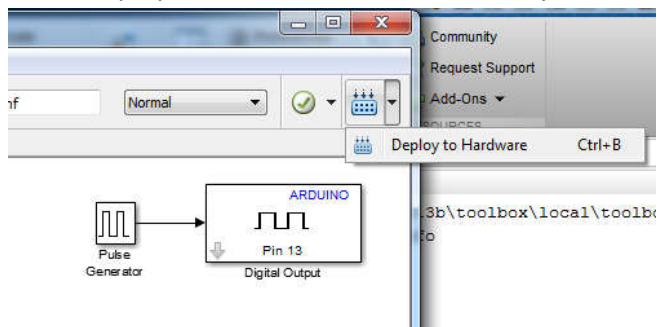 Community
Request Support
Add-Ons
nf
Normal
Deploy to Hardware Ctrl+B
ARDUINO
Pin 13
Pulse
Generator
Digital Output
.3b\toolbox\local\toolbo
fo